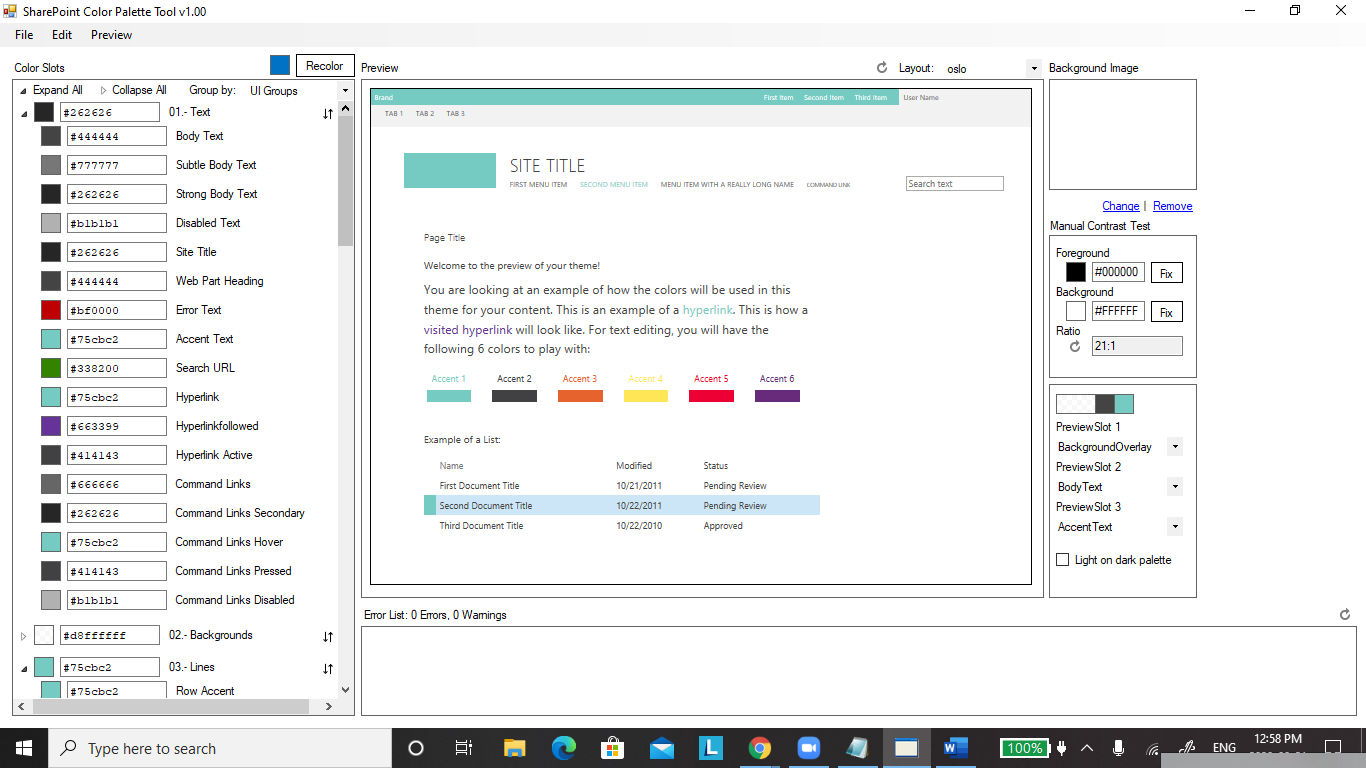 SharePoint Color Palette Tool v1.00
File Edit Preview
Color Slots Recolor
Expand All Collapse All Group by: UI Groups
#262626 01.- Text
#444444 Body Text
#777777 Subtle Body Text
#262626 Strong Body Text
#b1b1b1 Disabled Text
#262626 Site Title
#444444 Web Part Heading
#bf0000 Error Text
#75cbc2 Accent Text
#338200 Search URL
#75cbc2 Hyperlink
#663399 Hyperlinkfollowed
#414143 Hyperlink Active
#666666 Command Links
#262626 Command Links Secondary
#75cbc2 Command Links Hover
#414143 Command Links Pressed
#b1b1b1 Command Links Disabled
#d8ffffff 02.- Backgrounds
#75cbc2 03.- Lines
#75cbc2 Row Accent
Preview Layout: oslo
Brand First Item Second Item Third Item User Name
TAB 1 TAB 2 TAB 3
SITE TITLE
FIRST MENU ITEM SECOND MENU ITEM MENU ITEM WITH A REALLY LONG NAME COMMAND LINK
Search text
Page Title
Welcome to the preview of your theme!
You are looking at an example of how the colors will be used in this
theme for your content. This is an example of a hyperlink. This is how a
visited hyperlink will look like. For text editing, you will have the
following 6 colors to play with:
Accent 1 Accent 2 Accent 3 Accent 4 Accent 5 Accent 6
Example of a List:
Name Modified Status
First Document Title 10/21/2011 Pending Review
Second Document Title 10/22/2011 Pending Review
Third Document Title 10/22/2010 Approved
Background Image
Change | Remove
Manual Contrast Test
Foreground
#000000 Fix
Background
#FFFFFF Fix
Ratio
21:1
PreviewSlot 1
BackgroundOverlay
PreviewSlot 2
BodyText
PreviewSlot 3
AccentText
Light on dark palette
Error List: 0 Errors, 0 Warnings
Type here to search
L
W
100%
ENG
12:58 PM